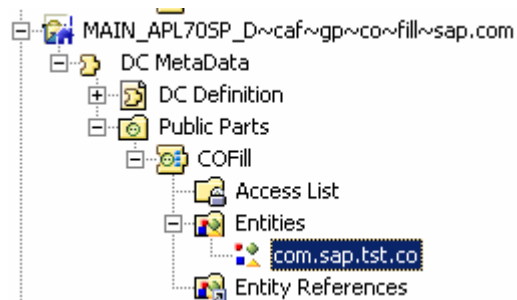 MAIN_APL70SP_D~caf~gp~co~fill~sap.com
DC MetaData
DC Definition
Public Parts
COFill
Access List
Entities
com.sap.tst.co
Entity References